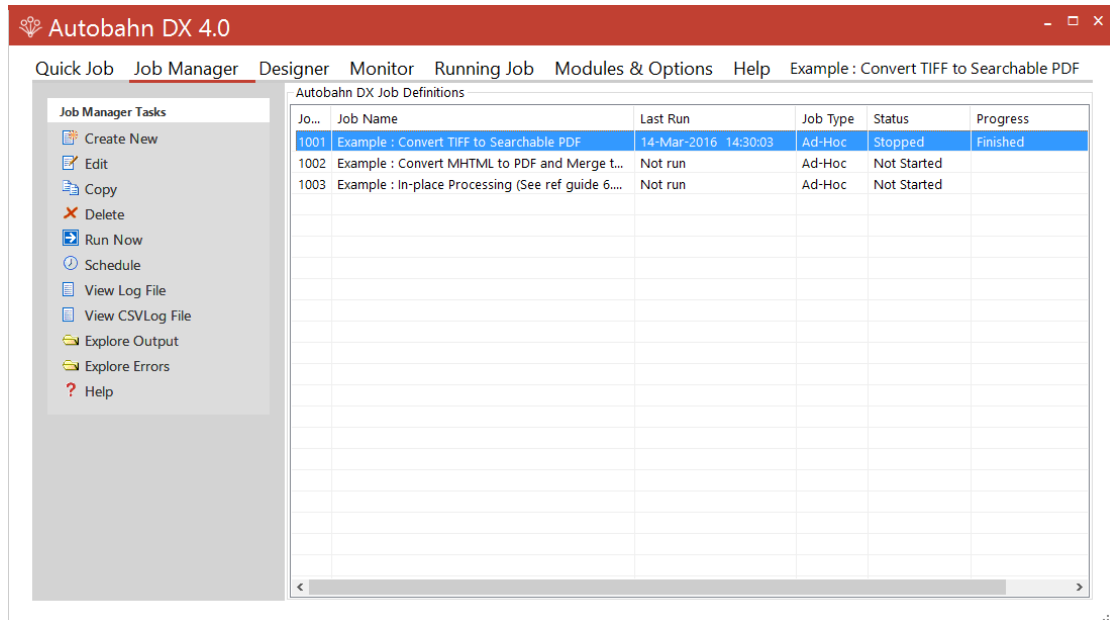 Autobahn DX 4.0
Quick Job Job Manager Designer Monitor Running Job Modules & Options Help Example : Convert TIFF to Searchable PDF
Autobahn DX Job Definitions
Job Manager Tasks
Create New
Edit
Copy
Delete
Run Now
Schedule
View Log File
View CSVLog File
Explore Output
Explore Errors
Help
Jo... Job Name Last Run Job Type Status Progress
1001 Example : Convert TIFF to Searchable PDF 14-Mar-2016 14:30:03 Ad-Hoc Stopped Finished
1002 Example : Convert MHTML to PDF and Merge t... Not run Ad-Hoc Not Started
1003 Example : In-place Processing (See ref guide 6.... Not run Ad-Hoc Not Started